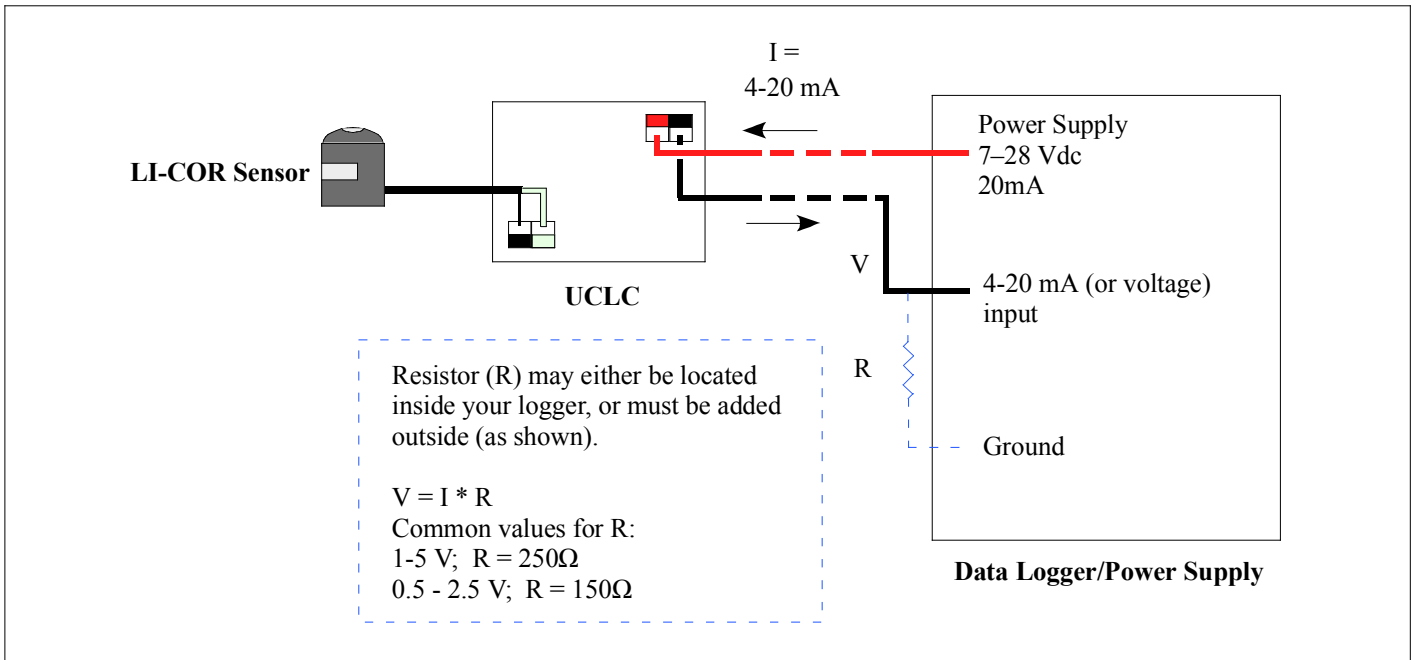 I =
4-20 mA
Power Supply
7–28 Vdc
20mA
LI-COR Sensor
UCLC
V
4-20 mA (or voltage)
input
R
Ground
Resistor (R) may either be located
inside your logger, or must be added
outside (as shown).
V = I * R
Common values for R:
1-5 V; R = 250Ω
0.5 - 2.5 V; R = 150Ω
Data Logger/Power Supply